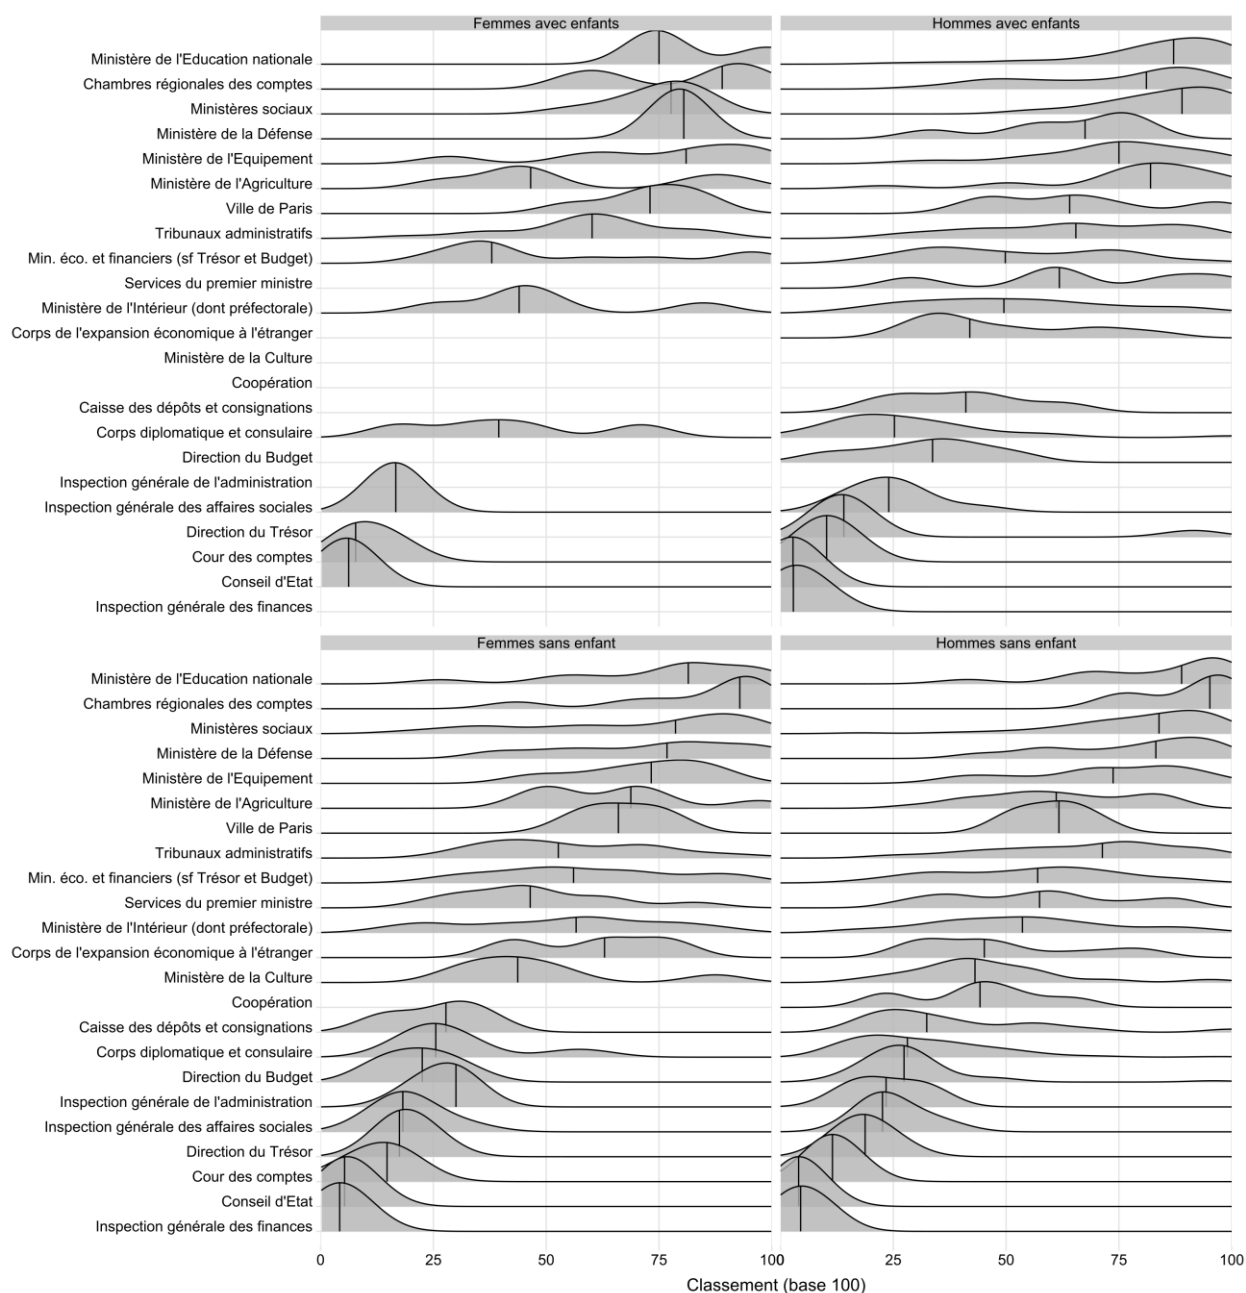 Femmes avec enfants
Hommes avec enfants
Ministère de l'Education nationale
Chambres régionales des comptes
Ministères sociaux
Ministère de la Défense
Ministère de l'Equipement
Ministère de l'Agriculture
Ville de Paris
Tribunaux administratifs
Min. éco. et financiers (sf Trésor et Budget)
Services du premier ministre
Ministère de l'Intérieur (dont préfectorale)
Corps de l'expansion économique à l'étranger
Ministère de la Culture
Coopération
Caisse des dépôts et consignations
Corps diplomatique et consulaire
Direction du Budget
Inspection générale de l'administration
Inspection générale des affaires sociales
Direction du Trésor
Cour des comptes
Conseil d'Etat
Inspection générale des finances
Femmes sans enfant
Hommes sans enfant
Ministère de l'Education nationale
Chambres régionales des comptes
Ministères sociaux
Ministère de la Défense
Ministère de l'Equipement
Ministère de l'Agriculture
Ville de Paris
Tribunaux administratifs
Min. éco. et financiers (sf Trésor et Budget)
Services du premier ministre
Ministère de l'Intérieur (dont préfectorale)
Corps de l'expansion économique à l'étranger
Ministère de la Culture
Coopération
Caisse des dépôts et consignations
Corps diplomatique et consulaire
Direction du Budget
Inspection générale de l'administration
Inspection générale des affaires sociales
Direction du Trésor
Cour des comptes
Conseil d'Etat
Inspection générale des finances
0 25 50 75 100 0 25 50 75 100
Classement (base 100)